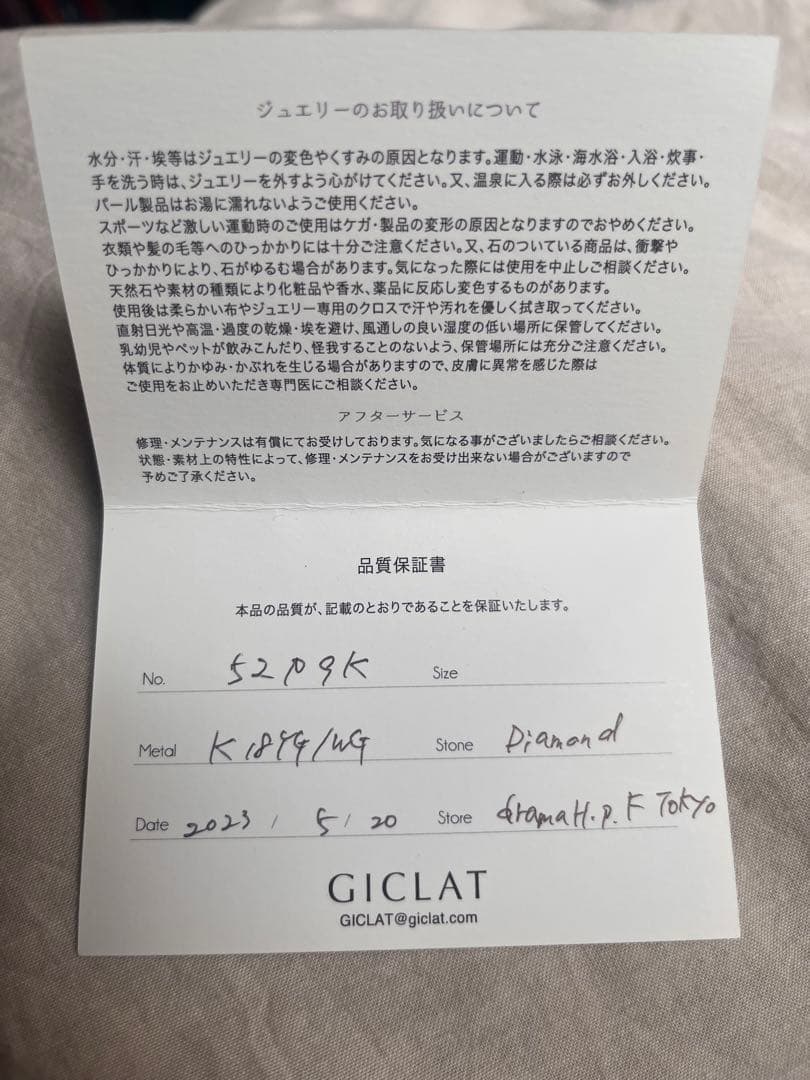 ジュエリーのお取り扱いについて
水分・汗・埃等はジュエリーの変色やくすみの原因となります。運動・水泳・海水浴・入浴・炊事・
手を洗う時は、ジュエリーを外すよう心がけてください。又、温泉に入る際は必ずお外しください。
パール製品はお湯に濡れないようご使用ください。
スポーツなど激しい運動時のご使用はケガ・製品の変形の原因となりますのでおやめください。
衣類や髪の毛等へのひっかかりには十分ご注意ください。又、石のついている商品は、衝撃や
ひっかかりにより、石がゆるむ場合があります。気になった際には使用を中止しご相談ください。
天然石や素材の種類により化粧品や香水、薬品に反応し変色するものがあります。
使用後は柔らかい布やジュエリー専用のクロスで汗や汚れを優しく拭き取ってください。
直射日光や高温・過度の乾燥・埃を避け、風通しの良い湿度の低い場所に保管してください。
乳幼児やペットが飲みこんだり、怪我することのないよう、保管場所には充分ご注意ください。
体質によりかゆみ・かぶれを生じる場合がありますので、皮膚に異常を感じた際は
ご使用をお止めいただき専門医にご相談ください。
アフターサービス
修理・メンテナンスは有償にてお受けしております。気になる事がございましたらご相談ください。
状態・素材上の特性によって、修理・メンテナンスをお受け出来ない場合がございますので
予めご了承ください。
品質保証書
本品の品質が、記載のとおりであることを保証いたします。
No. Size
Metal K18YG/WG Stone Diamond
Date 2023/5/20 Store H.P.F Tokyo
GICLAT
GICLAT@giclat.com